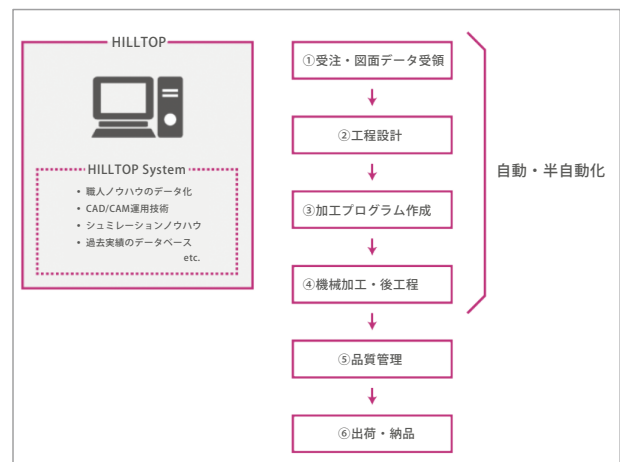 HILLTOP
HILLTOP System
• 職人ノウハウのデータ化
• CAD/CAM運用技術
• シュミレーションノウハウ
• 過去実績のデータベース
etc.
①受注・図面データ受領
②工程設計
③加工プログラム作成
④機械加工・後工程
⑤品質管理
⑥出荷・納品
自動・半自動化